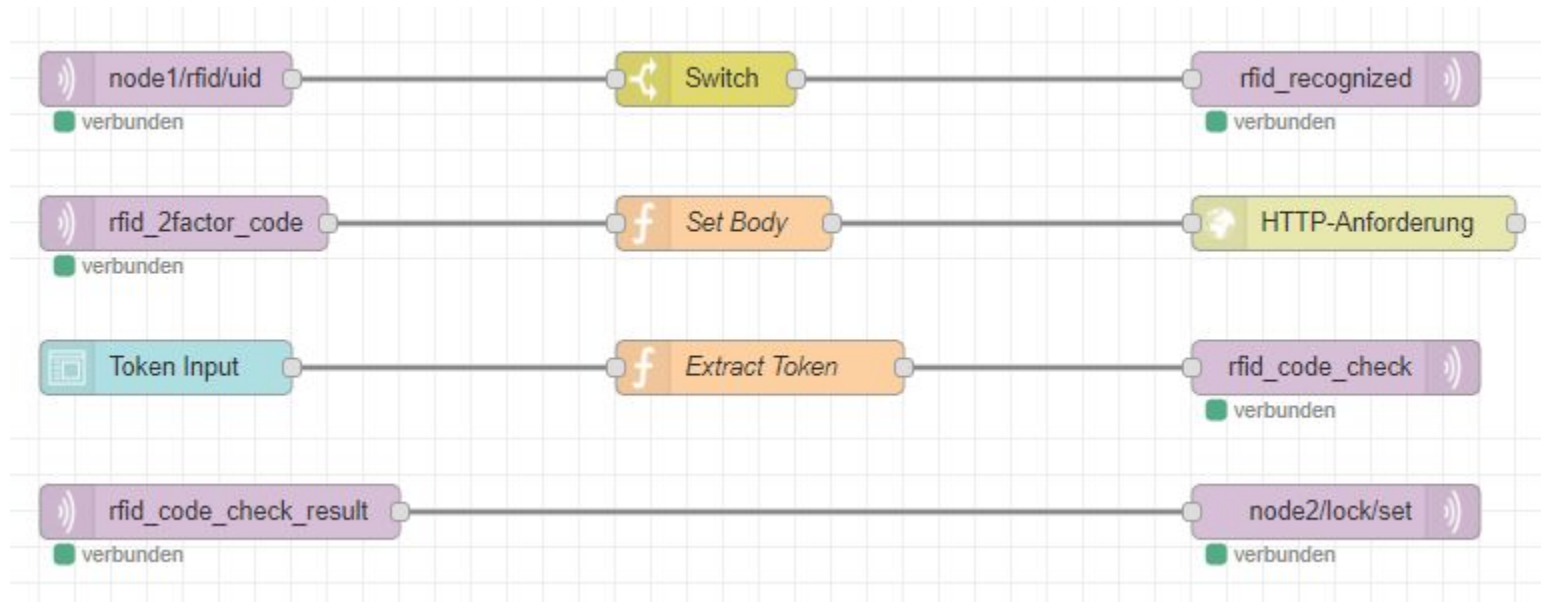 node1/rfid/uid
Switch
rfid_recognized
verbunden
verbunden
rfid_2factor_code
Set Body
HTTP-Anforderung
verbunden
Token Input
Extract Token
rfid_code_check
verbunden
rfid_code_check_result
node2/lock/set
verbunden
verbunden